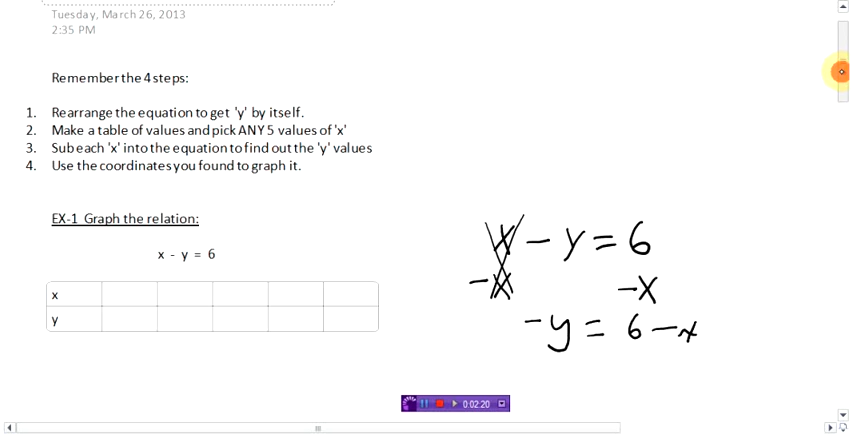 Tuesday, March 26, 2013
2:35 PM
Remember the 4 steps:
1. Rearrange the equation to get 'y' by itself.
2. Make a table of values and pick ANY 5 values of 'x'
3. Sub each 'x' into the equation to find out the 'y' values
4. Use the coordinates you found to graph it.
EX-1 Graph the relation:
x - y = 6
x
y
x - y = 6
-x -x
-y = 6 - x
0:02:20